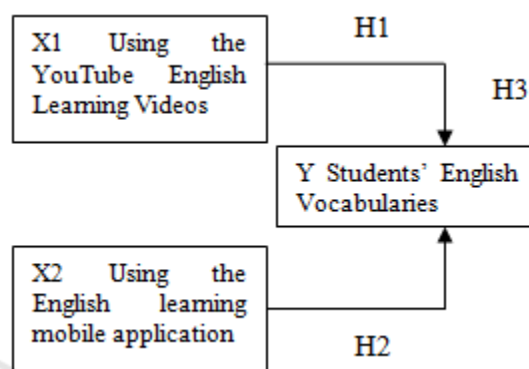 H1
X1 Using the
YouTube English
Learning Videos
H3
Y Students’ English
Vocabularies
X2 Using the
English learning
mobile application
H2